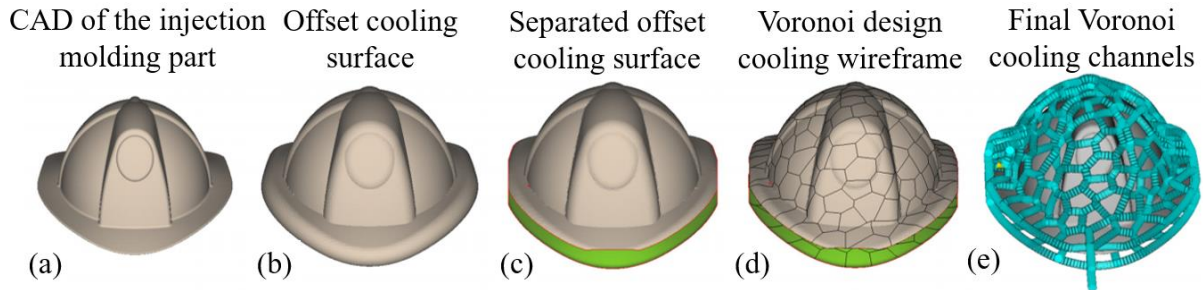 CAD of the injection
molding part
Offset cooling
surface
Separated offset
cooling surface
Voronoi design
cooling wireframe
Final Voronoi
cooling channels
(a)
(b)
(c)
(d)
(e)